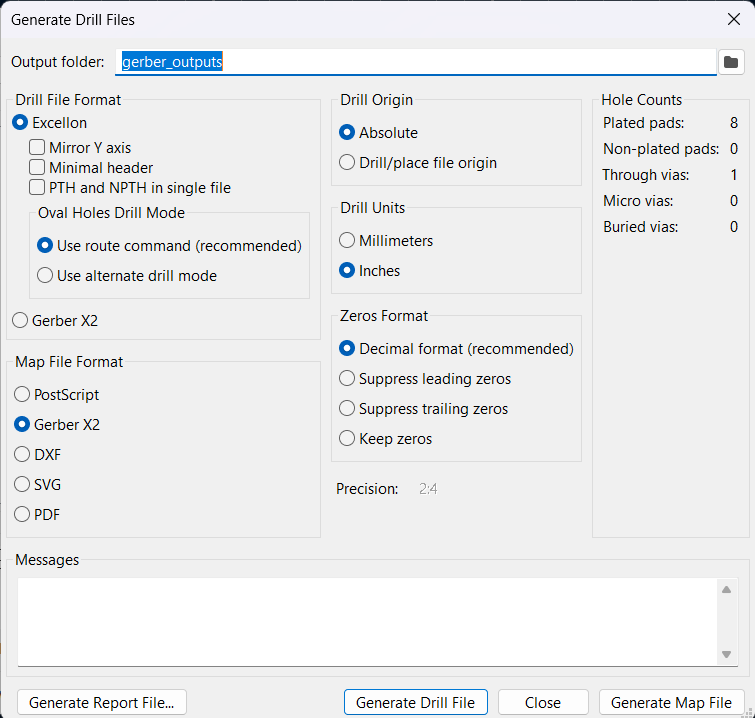 Generate Drill Files
Output folder: gerber_outputs
Drill File Format
Excellon
Mirror Y axis
Minimal header
PTH and NPTH in single file
Oval Holes Drill Mode
Use route command (recommended)
Use alternate drill mode
Gerber X2
Map File Format
PostScript
Gerber X2
DXF
SVG
PDF
Drill Origin
Absolute
Drill/place file origin
Drill Units
Millimeters
Inches
Zeros Format
Decimal format (recommended)
Suppress leading zeros
Suppress trailing zeros
Keep zeros
Precision: 2:4
Hole Counts
Plated pads: 8
Non-plated pads: 0
Through vias: 1
Micro vias: 0
Buried vias: 0
Messages
Generate Report File... Generate Drill File Close Generate Map File